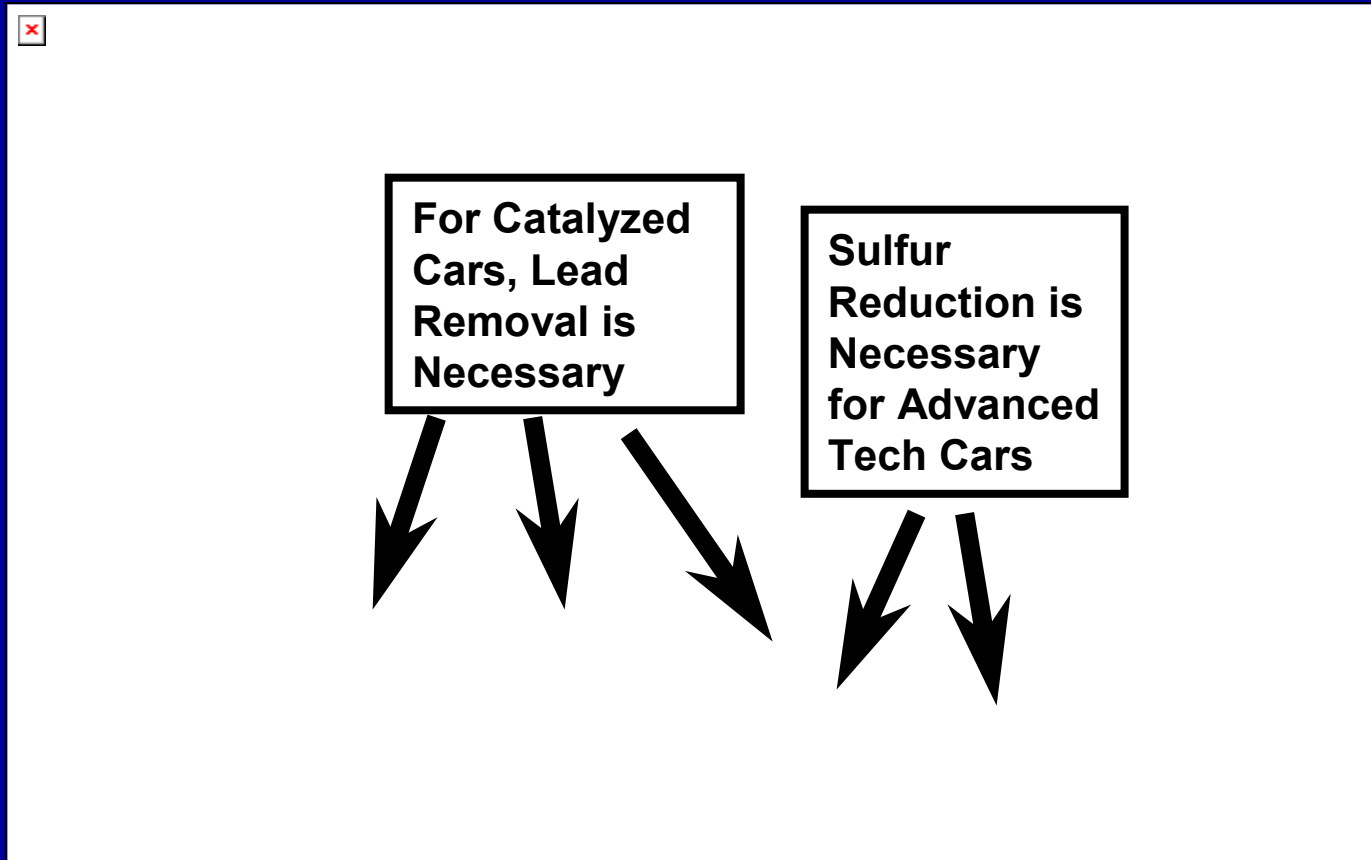 For Catalyzed
Cars, Lead
Removal is
Necessary
Sulfur
Reduction is
Necessary
for Advanced
Tech Cars